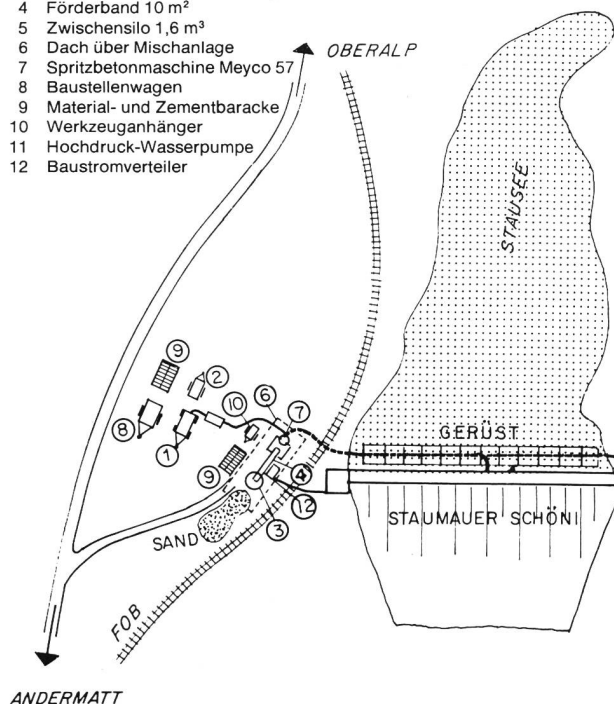 4 Förderband 10 m²
5 Zwischensilo 1,6 m³
6 Dach über Mischanlage
7 Spritzbetonmaschine Meyco 57
8 Baustellenwagen
9 Material- und Zementbaracke
10 Werkzeuganhänger
11 Hochdruck-Wasserpumpe
12 Baustromverteiler
OBERALP
STAUSEE
9
2
6
7
10
8
1
GERÜST
9
4
12
3
SAND
STAUMAUER SCHÖNI
FOB
ANDERMATT